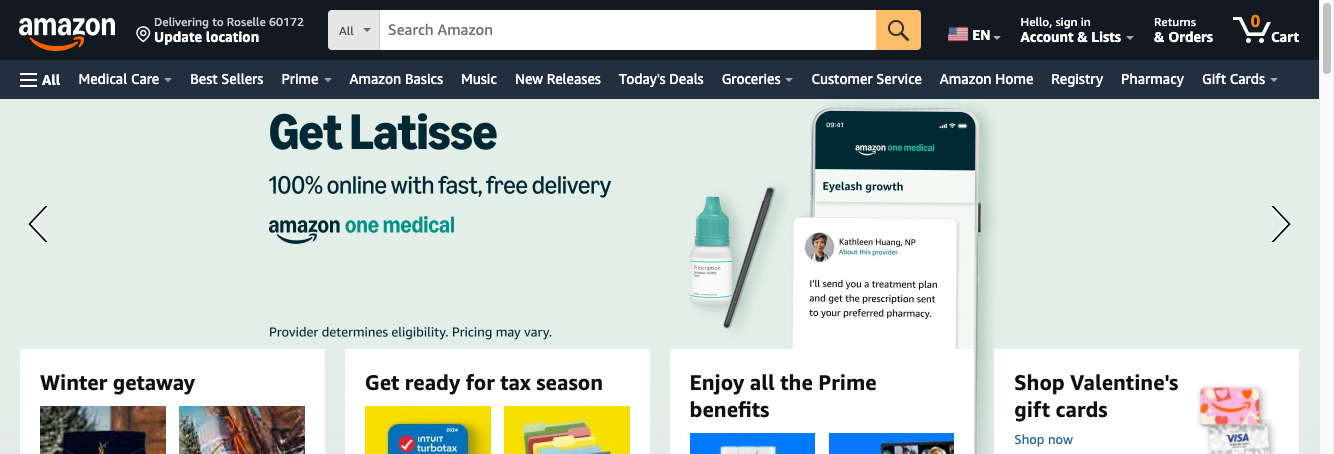 amazon
Delivering to Roselle 60172
Update location
All
Search Amazon
EN
Hello, sign in
Account & Lists
Returns
& Orders
0
Cart
All
Medical Care
Best Sellers
Prime
Amazon Basics
Music
New Releases
Today's Deals
Groceries
Customer Service
Amazon Home
Registry
Pharmacy
Gift Cards
Get Latisse
100% online with fast, free delivery
amazon one medical
Provider determines eligibility. Pricing may vary.
Prescription
09:41
amazon one medical
Eyelash growth
Kathleen Huang, NP
About this provider
I'll send you a treatment plan
and get the prescription sent
to your preferred pharmacy.
Winter getaway
Get ready for tax season
2024
INTUIT
turbotax
Enjoy all the Prime
benefits
Shop Valentine's
gift cards
Shop now
VISA